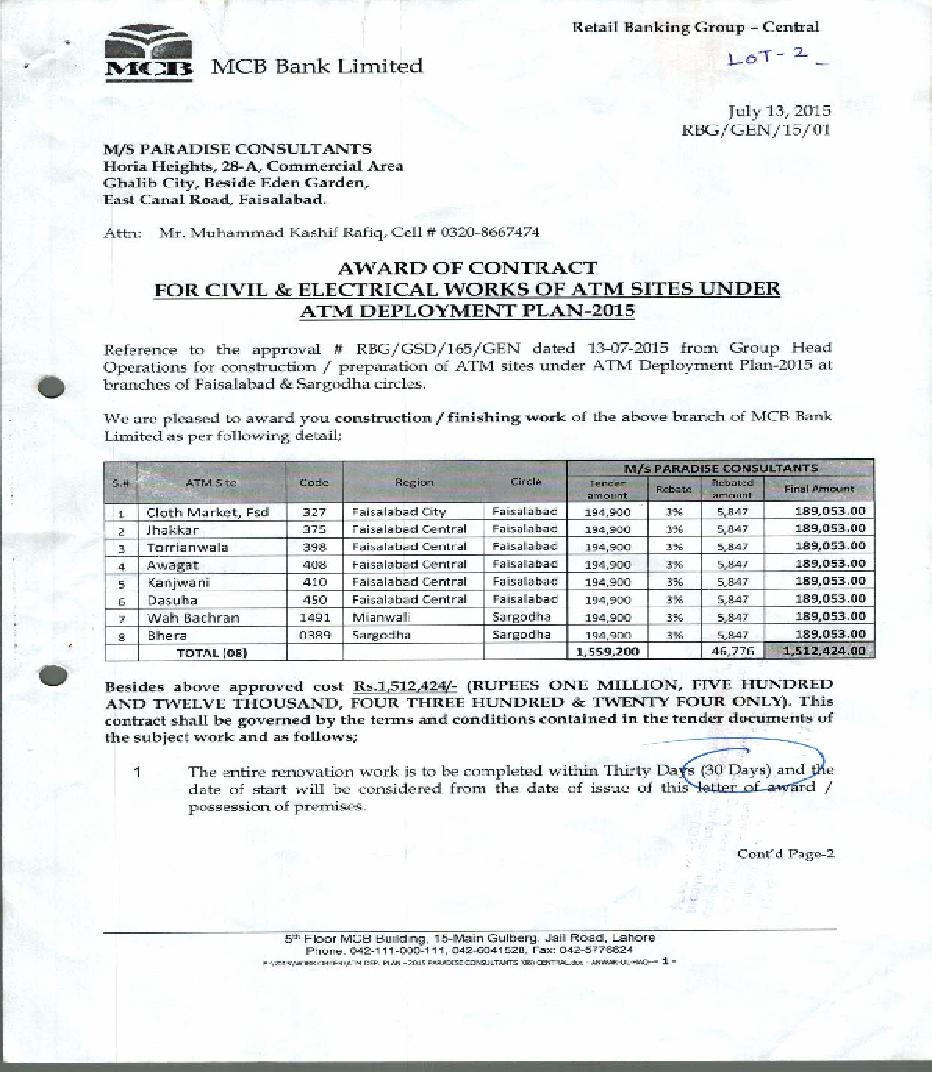 Retail Banking Group – Central
LOT-2
MCB MCB Bank Limited
July 13, 2015
RBG/GEN/15/01
M/S PARADISE CONSULTANTS
Horia Heights, 28-A, Commercial Area
Ghalib City, Beside Eden Garden,
East Canal Road, Faisalabad.
Attn: Mr. Muhammad Kashif Rafiq, Cell # 0320-8667474
AWARD OF CONTRACT
FOR CIVIL & ELECTRICAL WORKS OF ATM SITES UNDER
ATM DEPLOYMENT PLAN-2015
Reference to the approval # RBG/GSD/165/GEN dated 13-07-2015 from Group Head
Operations for construction / preparation of ATM sites under ATM Deployment Plan-2015 at
branches of Faisalabad & Sargodha circles.
We are pleased to award you construction / finishing work of the above branch of MCB Bank
Limited as per following detail;
M/s PARADISE CONSULTANTS
S.# ATM Site Code Region Circle Tender amount Rebate Rebated amount Final Amount
1 Cloth Market, Fsd 327 Faisalabad City Faisalabad 194,900 3% 5,847 189,053.00
2 Jhakkar 375 Faisalabad Central Faisalabad 194,900 3% 5,847 189,053.00
3 Torrianwala 398 Faisalabad Central Faisalabad 194,900 3% 5,847 189,053.00
4 Awagat 408 Faisalabad Central Faisalabad 194,900 3% 5,847 189,053.00
5 Kanjwani 410 Faisalabad Central Faisalabad 194,900 3% 5,847 189,053.00
6 Dasuha 450 Faisalabad Central Faisalabad 194,900 3% 5,847 189,053.00
7 Wah Bachran 1491 Mianwali Sargodha 194,900 3% 5,847 189,053.00
8 Bhera 0389 Sargodha Sargodha 194,900 3% 5,847 189,053.00
TOTAL (08) 1,559,200 46,776 1,512,424.00
Besides above approved cost Rs.1,512,424/- (RUPEES ONE MILLION, FIVE HUNDRED
AND TWELVE THOUSAND, FOUR THREE HUNDRED & TWENTY FOUR ONLY). This
contract shall be governed by the terms and conditions contained in the tender documents of
the subject work and as follows;
1 The entire renovation work is to be completed within Thirty Days (30 Days) and the
date of start will be considered from the date of issue of this letter of award /
possession of premises.
Cont'd Page-2
5th Floor MCB Building, 15-Main Gulberg, Jail Road, Lahore
Phone: 042-111-000-111, 042-6041528, Fax: 042-5776824
DEP. PLAN -2015 PARADISE CONSULTANTS (08) CENTRAL.doc - ANWAR-UL-HAQ-- 1 -